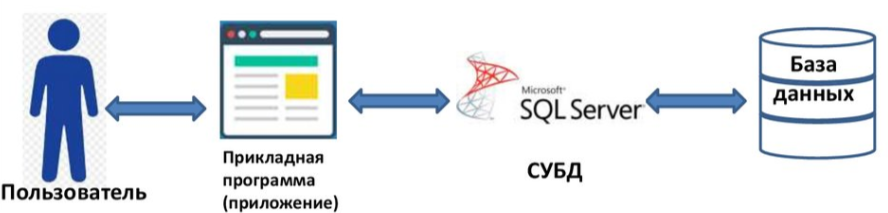 Пользователь
Прикладная
программа
(приложение)
Microsoft
SQL Server
СУБД
База
данных